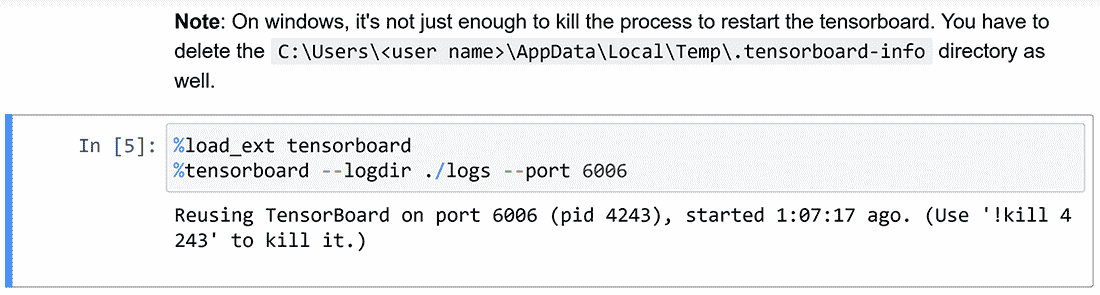 Note: On windows, it's not just enough to kill the process to restart the tensorboard. You have to
delete the C:\Users\<user name>\AppData\Local\Temp\.tensorboard-info directory as
well.
In [5]: %load_ext tensorboard
%tensorboard --logdir ./logs --port 6006
Reusing TensorBoard on port 6006 (pid 4243), started 1:07:17 ago. (Use '!kill 4
243' to kill it.)